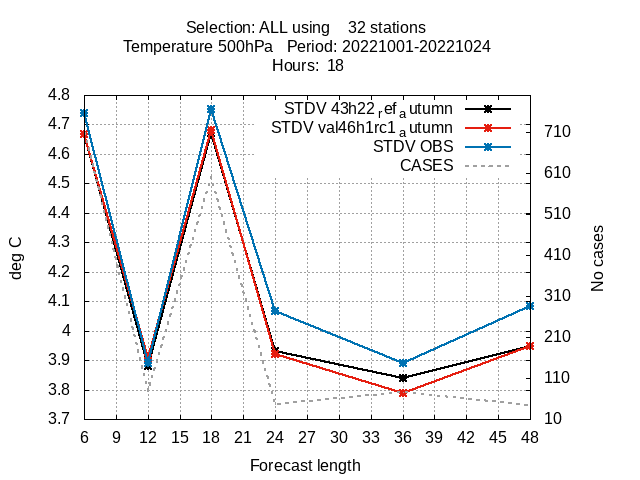 Selection: ALL using    32 stations
Temperature 500hPa   Period: 20221001-20221024
Hours: 18
STDV 43h22ref_autumn
STDV val46h1rc1autumn
STDV OBS
CASES
4.8
4.7
4.6
4.5
4.4
4.3
4.2
4.1
4
3.9
3.8
3.7
deg C
710
610
510
410
310
210
110
10
No cases
6 9 12 15 18 21 24 27 30 33 36 39 42 45 48
Forecast length